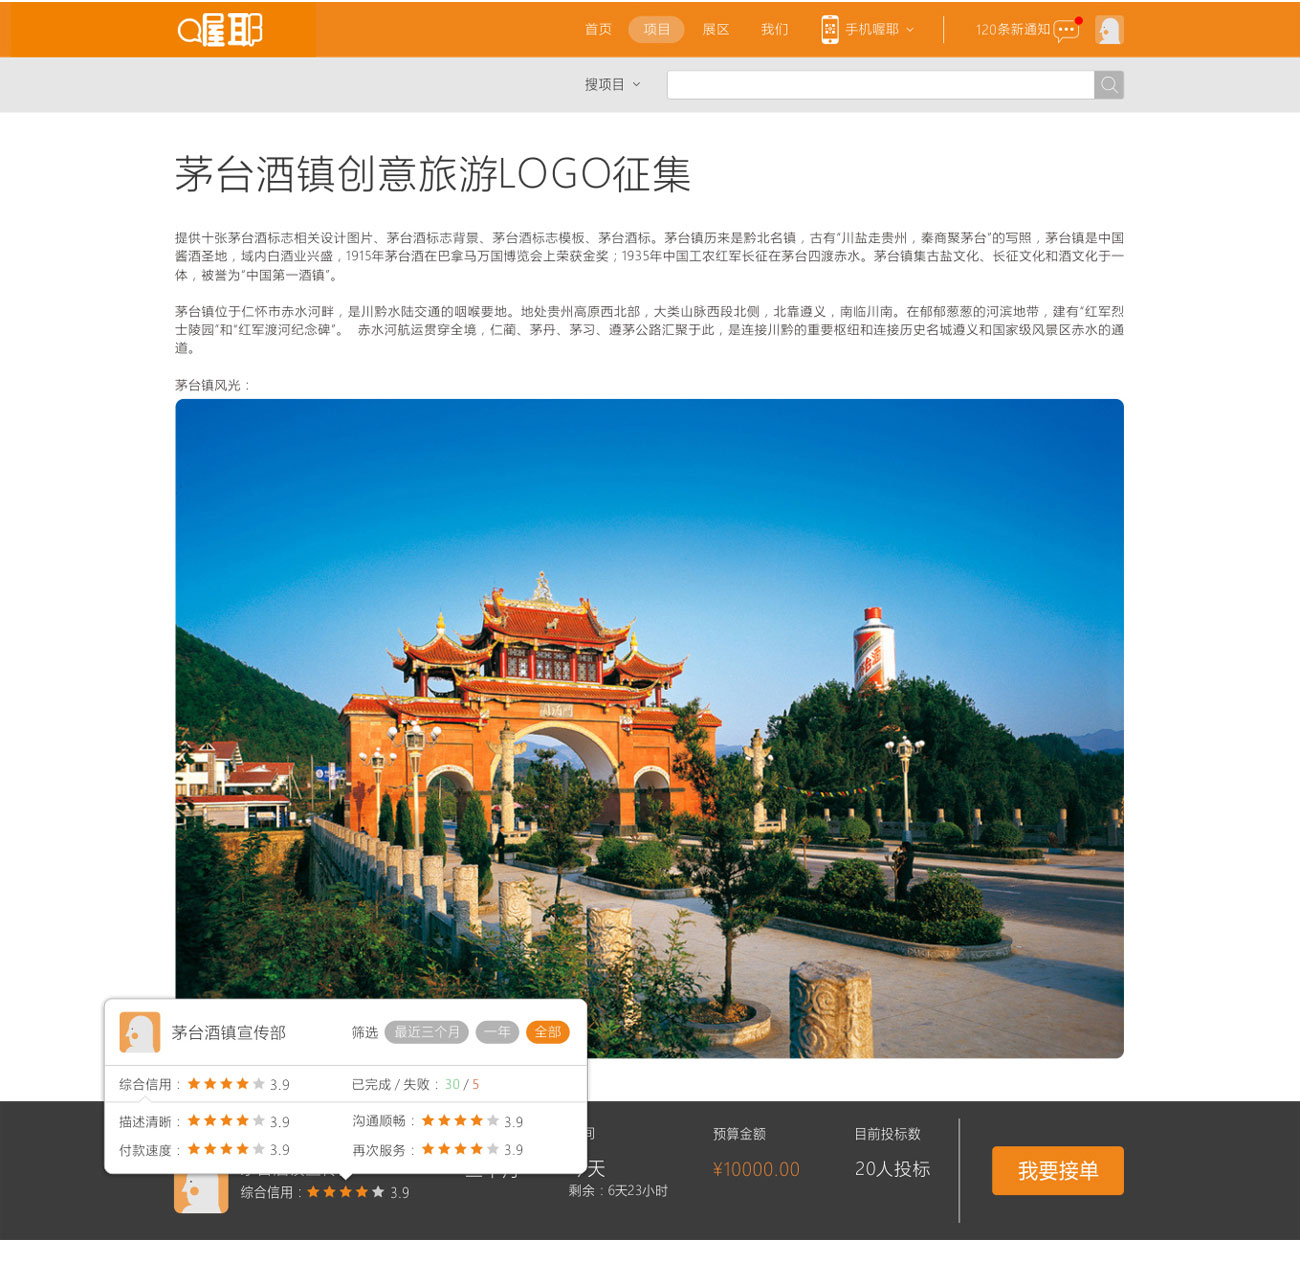 喔耶
首页 项目 展区 我们 手机喔耶 120条新通知
搜项目
茅台酒镇创意旅游LOGO征集
提供十张茅台酒标志相关设计图片、茅台酒标志背景、茅台酒标志模板、茅台酒标。茅台镇历来是黔北名镇，古有“川盐走贵州，秦商聚茅台”的写照，茅台镇是中国
酱酒圣地，域内白酒业兴盛，1915年茅台酒在巴拿马万国博览会上荣获金奖；1935年中国工农红军长征在茅台四渡赤水。茅台镇集古盐文化、长征文化和酒文化于一
体，被誉为“中国第一酒镇”。
茅台镇位于仁怀市赤水河畔，是川黔水陆交通的咽喉要地。地处贵州高原西北部，大类山脉西段北侧，北靠遵义，南临川南。在郁郁葱葱的河滨地带，建有“红军烈
士陵园”和“红军渡河纪念碑”。 赤水河航运贯穿全境，仁蔺、茅丹、茅习、遵茅公路汇聚于此，是连接川黔的重要枢纽和连接历史名城遵义和国家级风景区赤水的通
道。
茅台镇风光：
茅台酒镇宣传部 筛选 最近三个月 一年 全部
综合信用： 3.9 已完成 / 失败： 30 / 5
描述清晰： 3.9 沟通顺畅： 3.9
付款速度： 3.9 再次服务： 3.9
间 预算金额 目前投标数
天 ¥10000.00 20人投标 我要接单
综合信用： 3.9 剩余：6天23小时